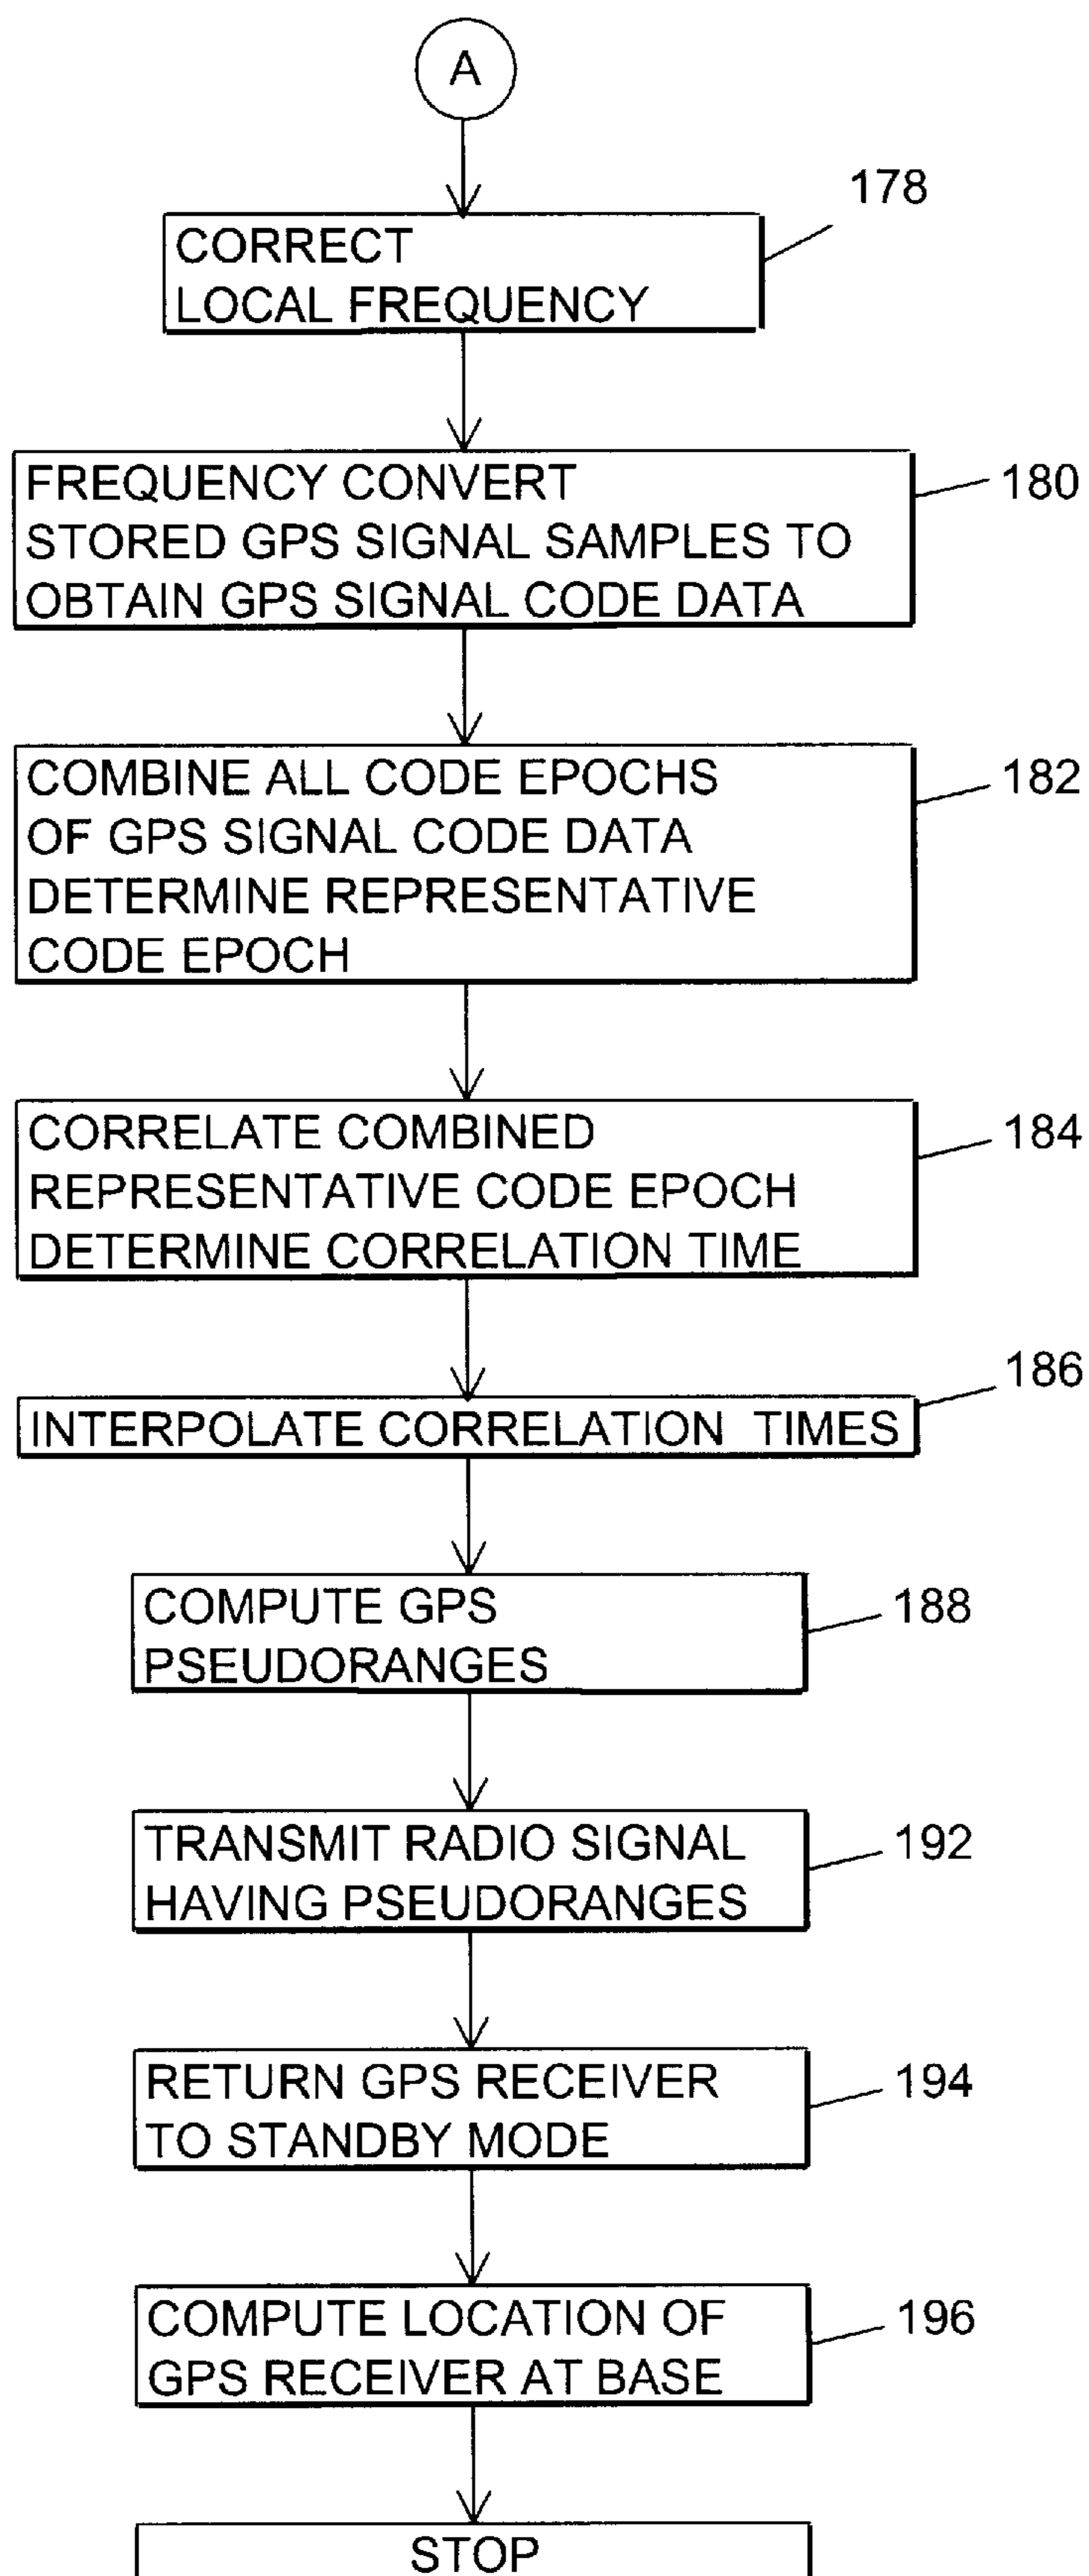 A
178
CORRECT
LOCAL FREQUENCY
180
FREQUENCY CONVERT
STORED GPS SIGNAL SAMPLES TO
OBTAIN GPS SIGNAL CODE DATA
182
COMBINE ALL CODE EPOCHS
OF GPS SIGNAL CODE DATA
DETERMINE REPRESENTATIVE
CODE EPOCH
184
CORRELATE COMBINED
REPRESENTATIVE CODE EPOCH
DETERMINE CORRELATION TIME
186
INTERPOLATE CORRELATION TIMES
188
COMPUTE GPS
PSEUDORANGES
192
TRANSMIT RADIO SIGNAL
HAVING PSEUDORANGES
194
RETURN GPS RECEIVER
TO STANDBY MODE
196
COMPUTE LOCATION OF
GPS RECEIVER AT BASE
STOP